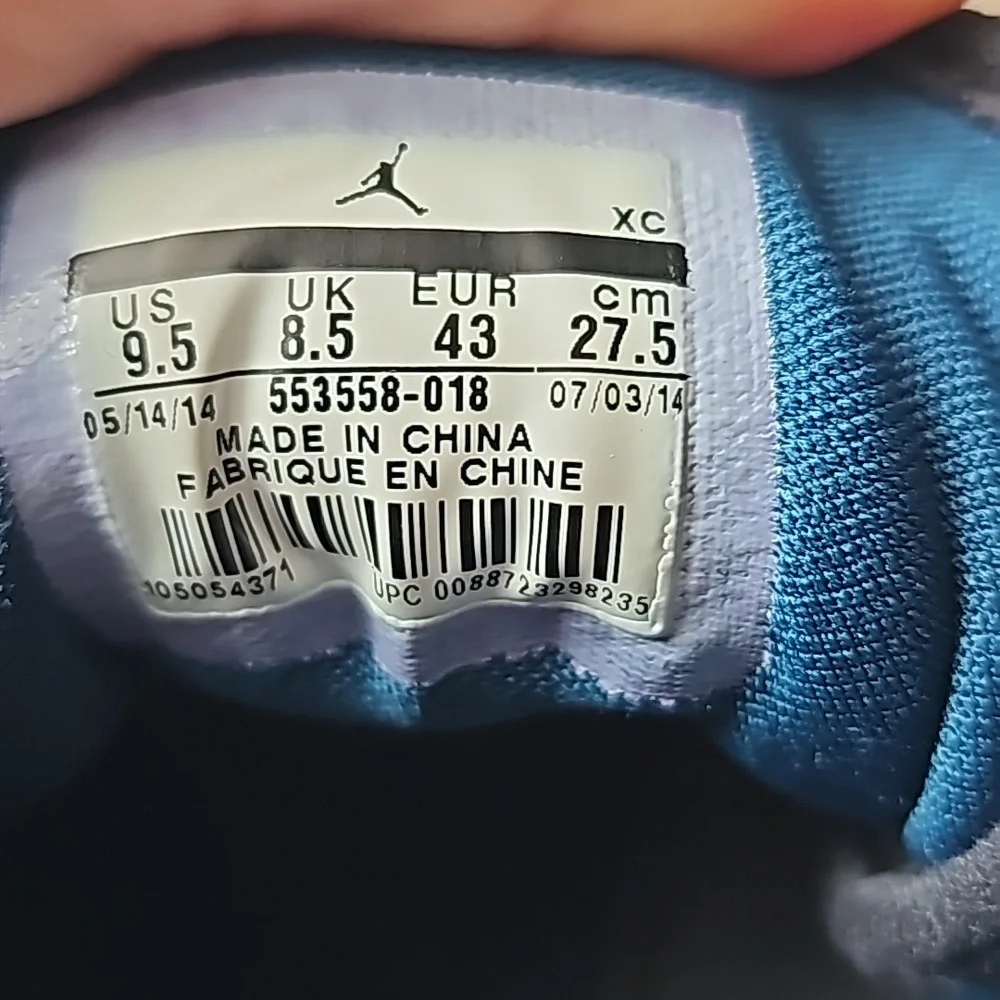 XC
US UK EUR cm
9.5 8.5 43 27.5
05/14/14 553558-018 07/03/14
MADE IN CHINA
FABRIQUE EN CHINE
105054371 UPC 0088723298235